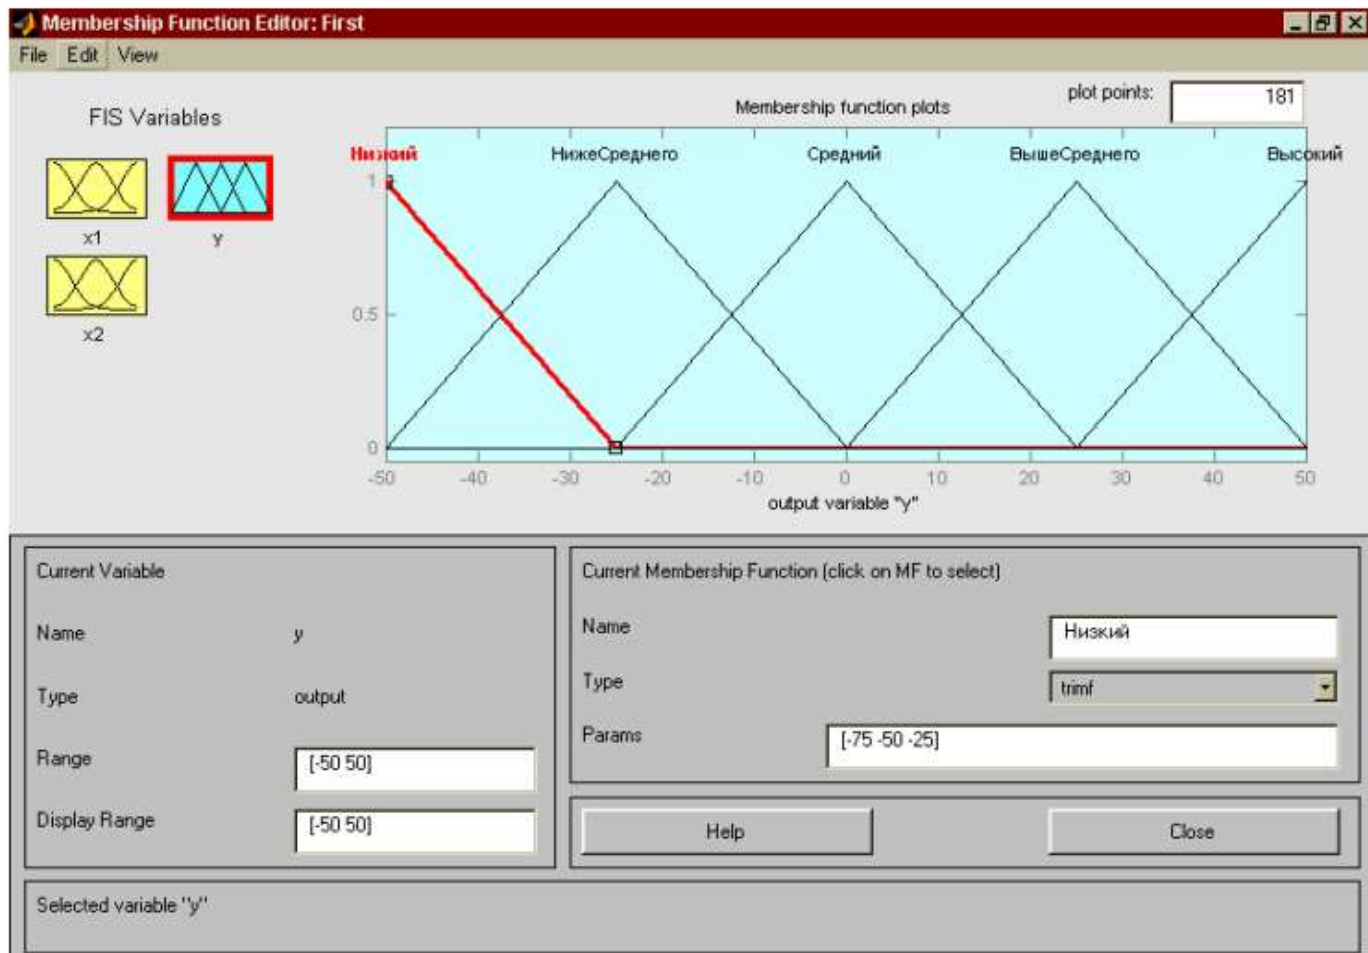 Membership Function Editor: First
File Edit View
FIS Variables
x1
y
x2
Membership function plots
plot points:
181
Низкий
НижеСреднего
Средний
ВышеСреднего
Высокий
1
0.5
0
-50 -40 -30 -20 -10 0 10 20 30 40 50
output variable "y"
Current Variable
Name y
Type output
Range [-50 50]
Display Range [-50 50]
Current Membership Function (click on MF to select)
Name Низкий
Type trimf
Params [-75 -50 -25]
Help Close
Selected variable "y"